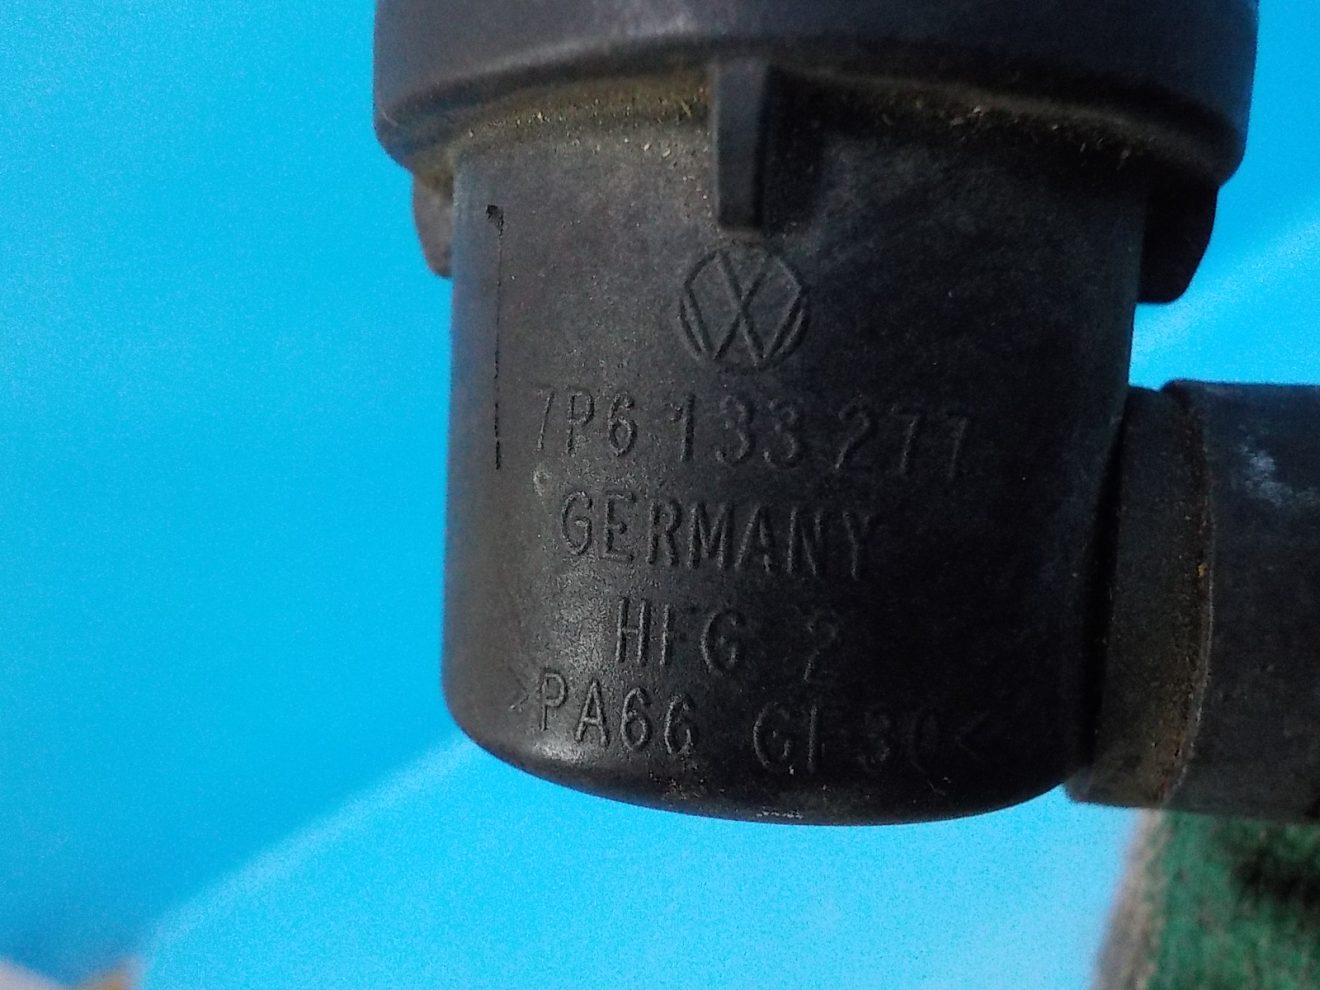 7P6 133 277
GERMANY
HFG 2
>PA66 GF30<